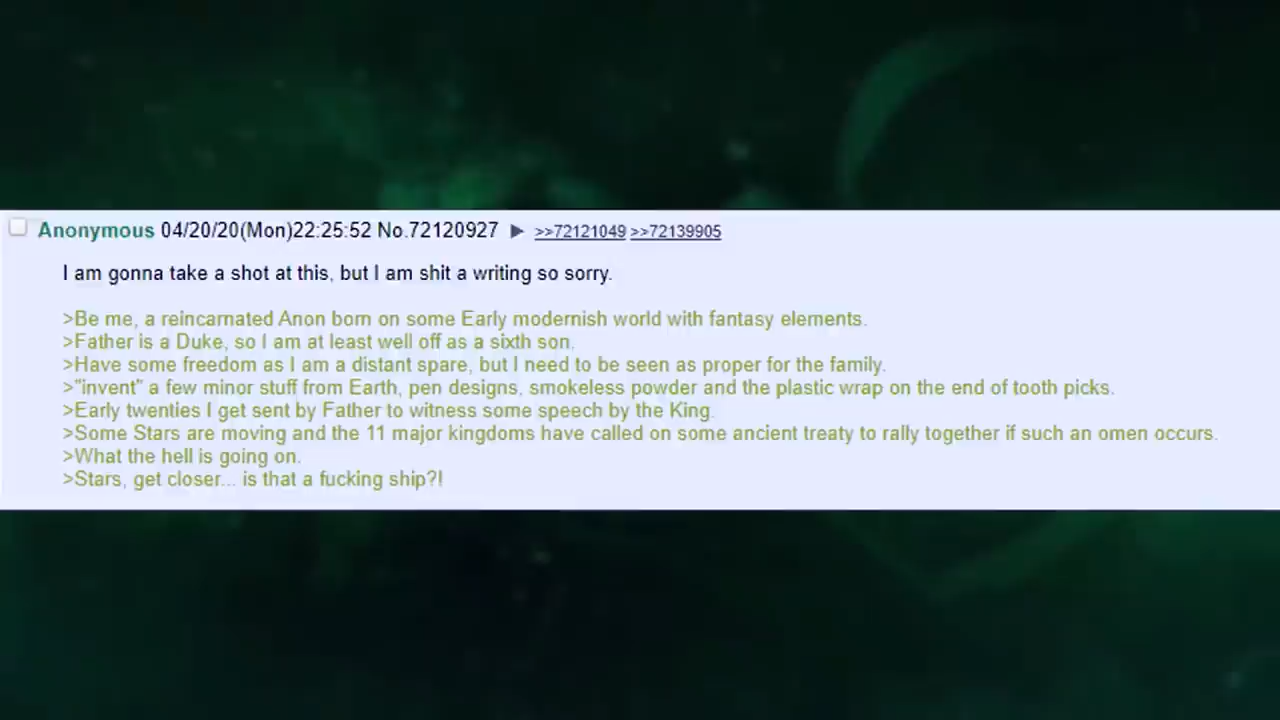 Anonymous 04/20/20(Mon)22:25:52 No.72120927 ▶ >>72121049 >>72139905
I am gonna take a shot at this, but I am shit a writing so sorry.
>Be me, a reincarnated Anon born on some Early modernish world with fantasy elements.
>Father is a Duke, so I am at least well off as a sixth son.
>Have some freedom as I am a distant spare, but I need to be seen as proper for the family.
>"invent" a few minor stuff from Earth, pen designs, smokeless powder and the plastic wrap on the end of tooth picks.
>Early twenties I get sent by Father to witness some speech by the King.
>Some Stars are moving and the 11 major kingdoms have called on some ancient treaty to rally together if such an omen occurs.
>What the hell is going on.
>Stars, get closer... is that a fucking ship?!